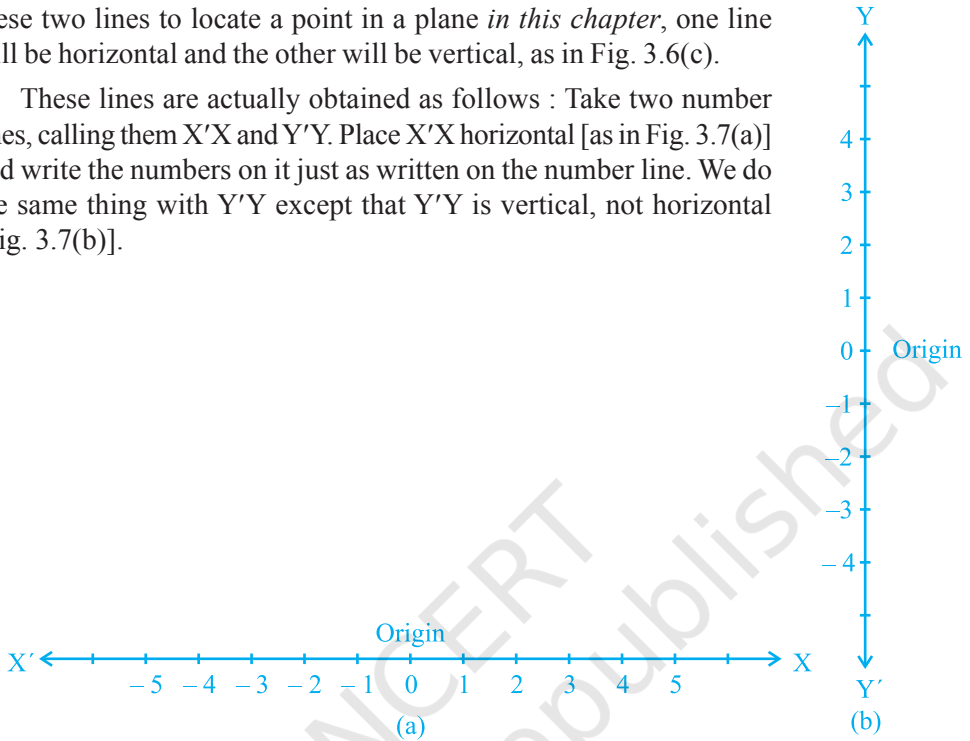 ese two lines to locate a point in a plane in this chapter, one line
ll be horizontal and the other will be vertical, as in Fig. 3.6(c).
These lines are actually obtained as follows : Take two number
nes, calling them X′X and Y′Y. Place X′X horizontal [as in Fig. 3.7(a)]
d write the numbers on it just as written on the number line. We do
e same thing with Y′Y except that Y′Y is vertical, not horizontal
ig. 3.7(b)].
Y
4
3
2
1
0 Origin
–1
–2
–3
– 4
Y′
(b)
Origin
X′ X
– 5 – 4 – 3 – 2 – 1 0 1 2 3 4 5
(a)
NCERT
republished